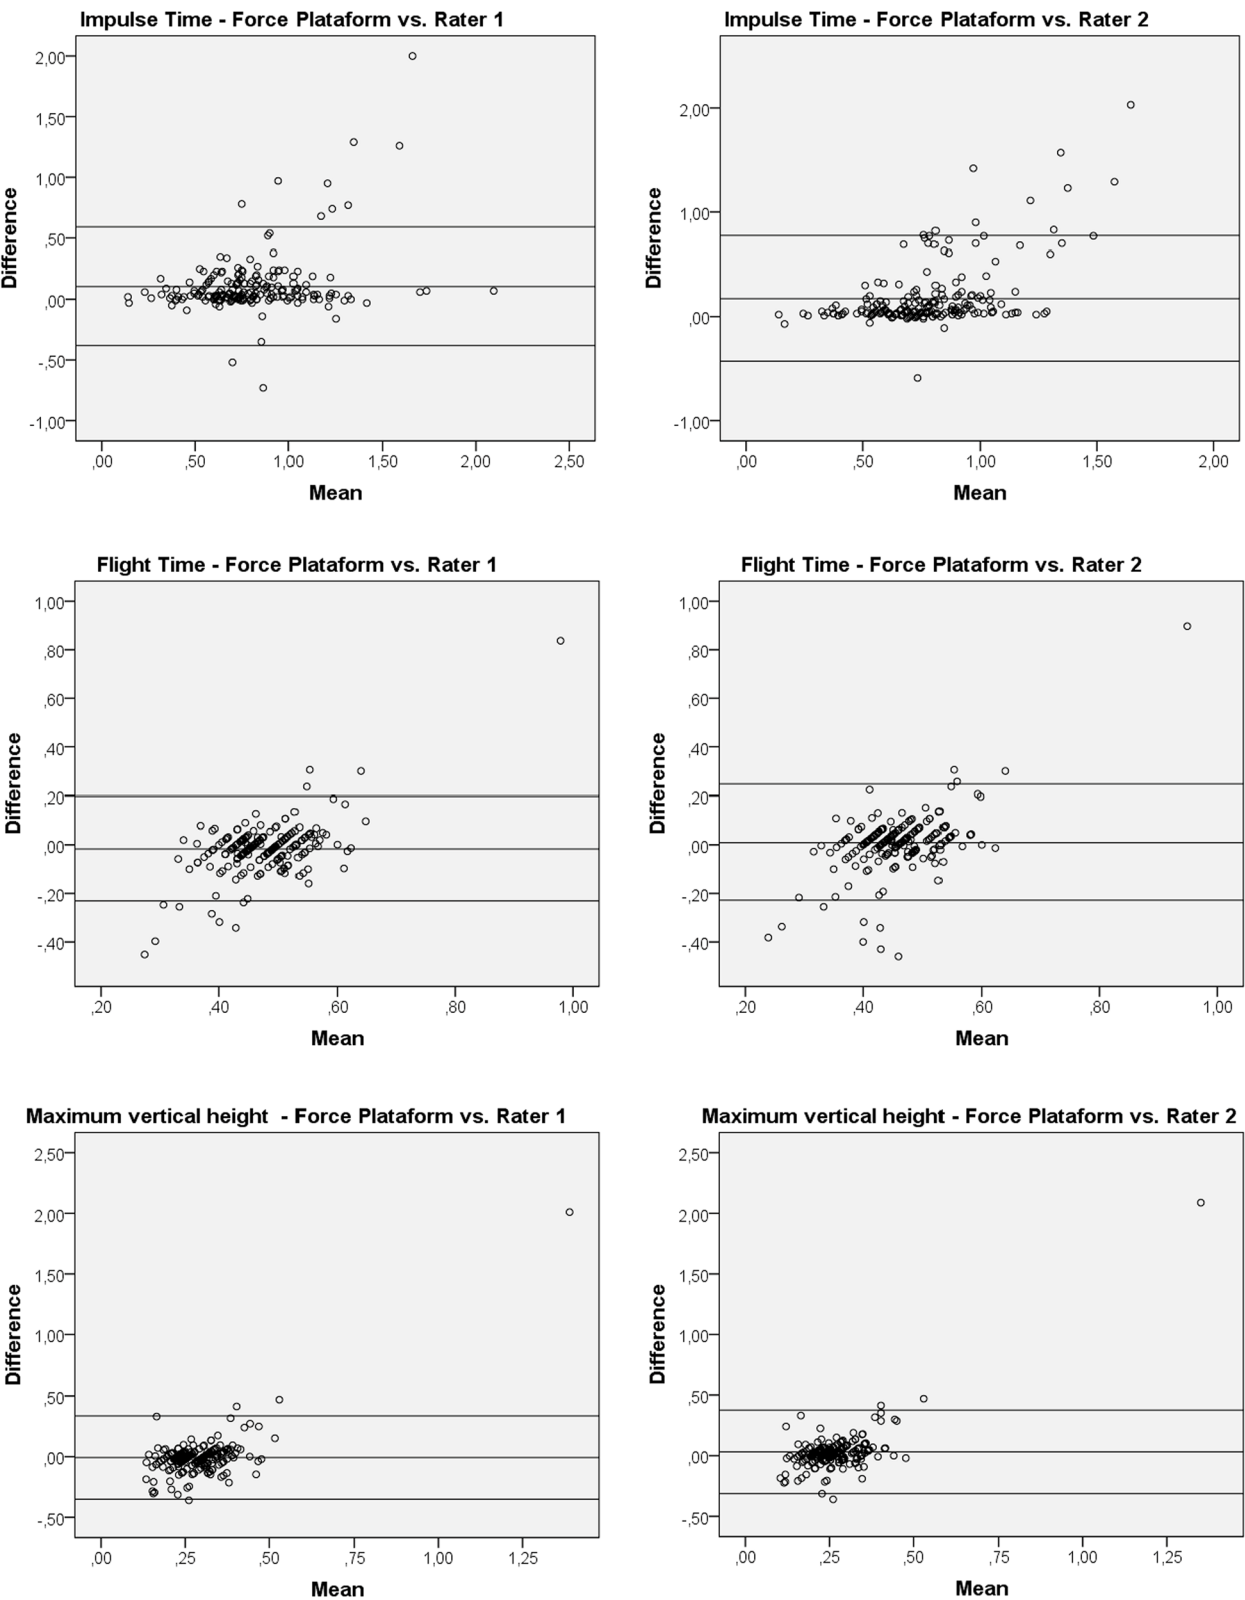 Impulse Time - Force Plataform vs. Rater 1
Difference
2,00
1,50
1,00
,50
,00
-,50
-1,00
,00 ,50 1,00 1,50 2,00 2,50
Mean
Impulse Time - Force Plataform vs. Rater 2
Difference
2,00
1,00
,00
-1,00
,00 ,50 1,00 1,50 2,00
Mean
Flight Time - Force Plataform vs. Rater 1
Difference
1,00
,80
,60
,40
,20
,00
-,20
-,40
,20 ,40 ,60 ,80 1,00
Mean
Flight Time - Force Plataform vs. Rater 2
Difference
1,00
,80
,60
,40
,20
,00
-,20
-,40
,20 ,40 ,60 ,80 1,00
Mean
Maximum vertical height - Force Plataform vs. Rater 1
Difference
2,50
2,00
1,50
1,00
,50
,00
-,50
,00 ,25 ,50 ,75 1,00 1,25
Mean
Maximum vertical height - Force Plataform vs. Rater 2
Difference
2,50
2,00
1,50
1,00
,50
,00
-,50
,00 ,25 ,50 ,75 1,00 1,25
Mean